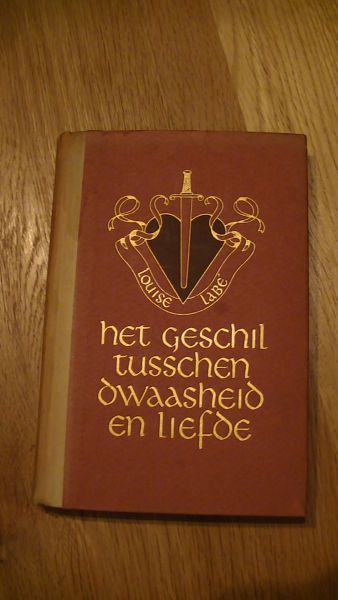 LOUISE LABÉ
het geschil
tusschen
dwaasheid
en liefde